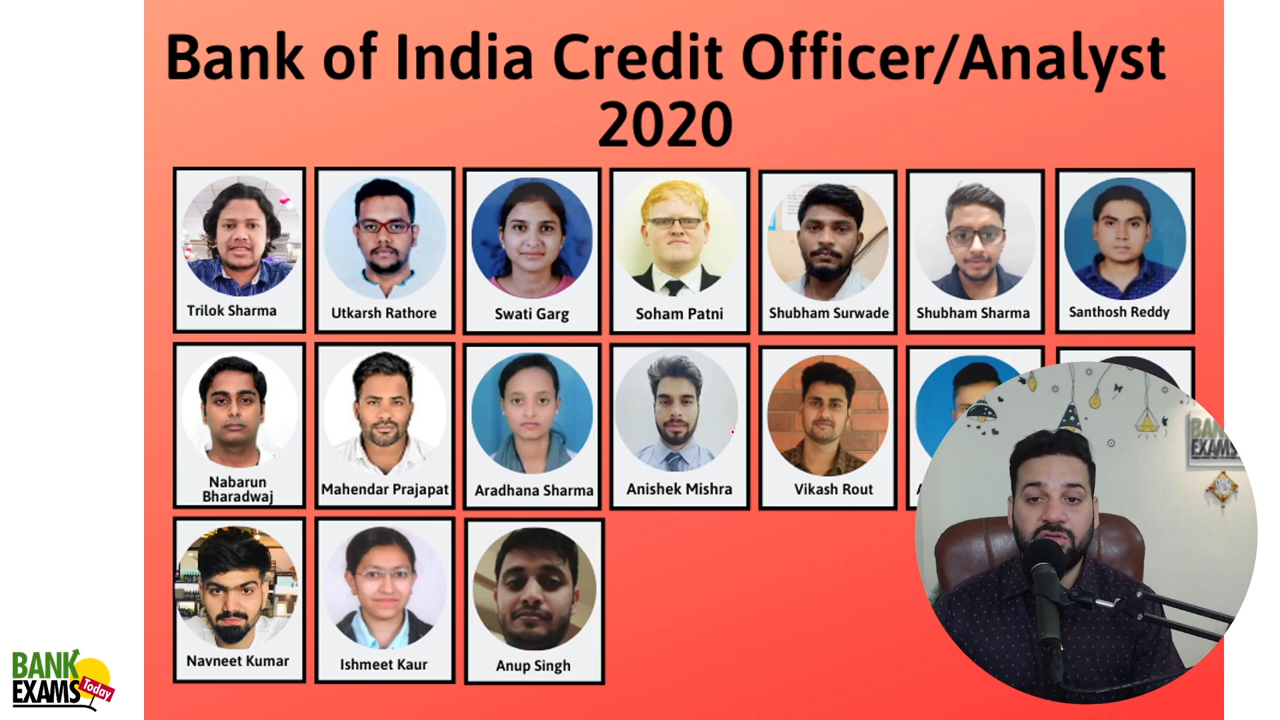 Bank of India Credit Officer/Analyst
2020
Trilok Sharma
Utkarsh Rathore
Swati Garg
Soham Patni
Shubham Surwade
Shubham Sharma
Santhosh Reddy
Nabarun
Bharadwaj
Mahendar Prajapat
Aradhana Sharma
Anishek Mishra
Vikash Rout
Navneet Kumar
Ishmeet Kaur
Anup Singh
BANK
EXAMS
Today
BANK
EXAMS